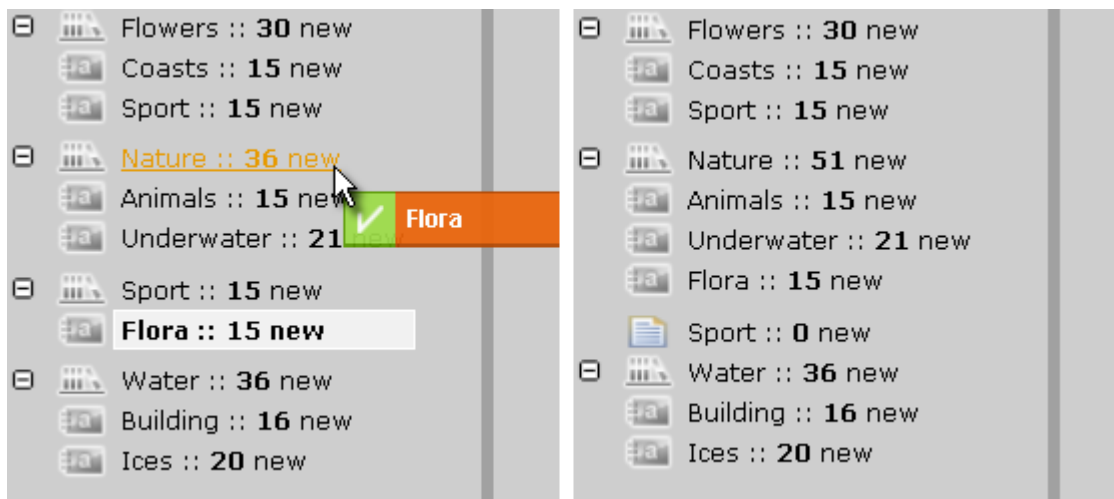 Flowers :: 30 new
Coasts :: 15 new
Sport :: 15 new
Nature :: 36 new
Animals :: 15 new
Flora
Underwater :: 21 new
Sport :: 15 new
Flora :: 15 new
Water :: 36 new
Building :: 16 new
Ices :: 20 new
Flowers :: 30 new
Coasts :: 15 new
Sport :: 15 new
Nature :: 51 new
Animals :: 15 new
Underwater :: 21 new
Flora :: 15 new
Sport :: 0 new
Water :: 36 new
Building :: 16 new
Ices :: 20 new